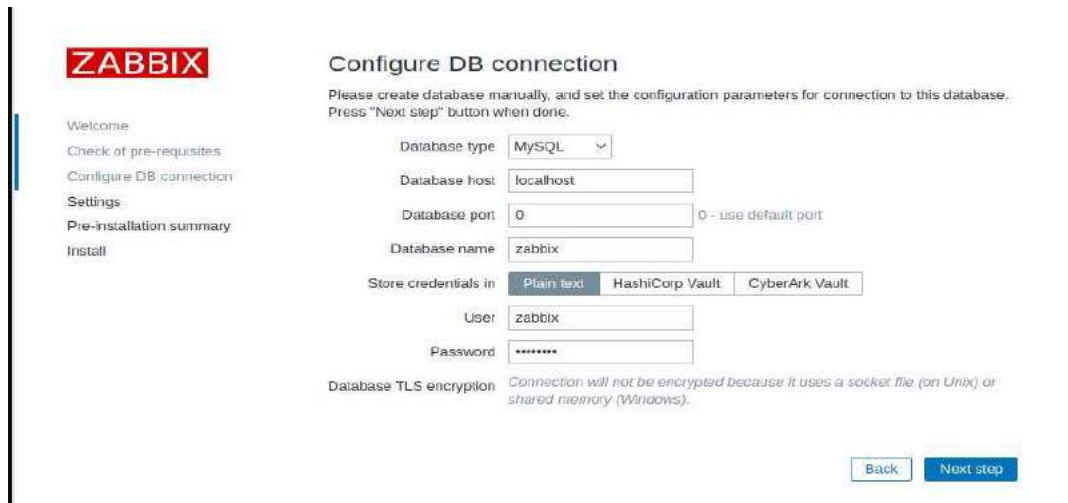 ZABBIX
Configure DB connection
Please create database manually, and set the configuration parameters for connection to this database.
Press "Next step" button when done.
Welcome
Check of pre-requisites
Configure DB connection
Settings
Pre-installation summary
Install
Database type MySQL
Database host localhost
Database port 0 0 - use default port
Database name zabbix
Store credentials in Plain text HashiCorp Vault CyberArk Vault
User zabbix
Password ••••••••
Database TLS encryption Connection will not be encrypted because it uses a socket file (on Unix) or
shared memory (Windows).
Back Next step